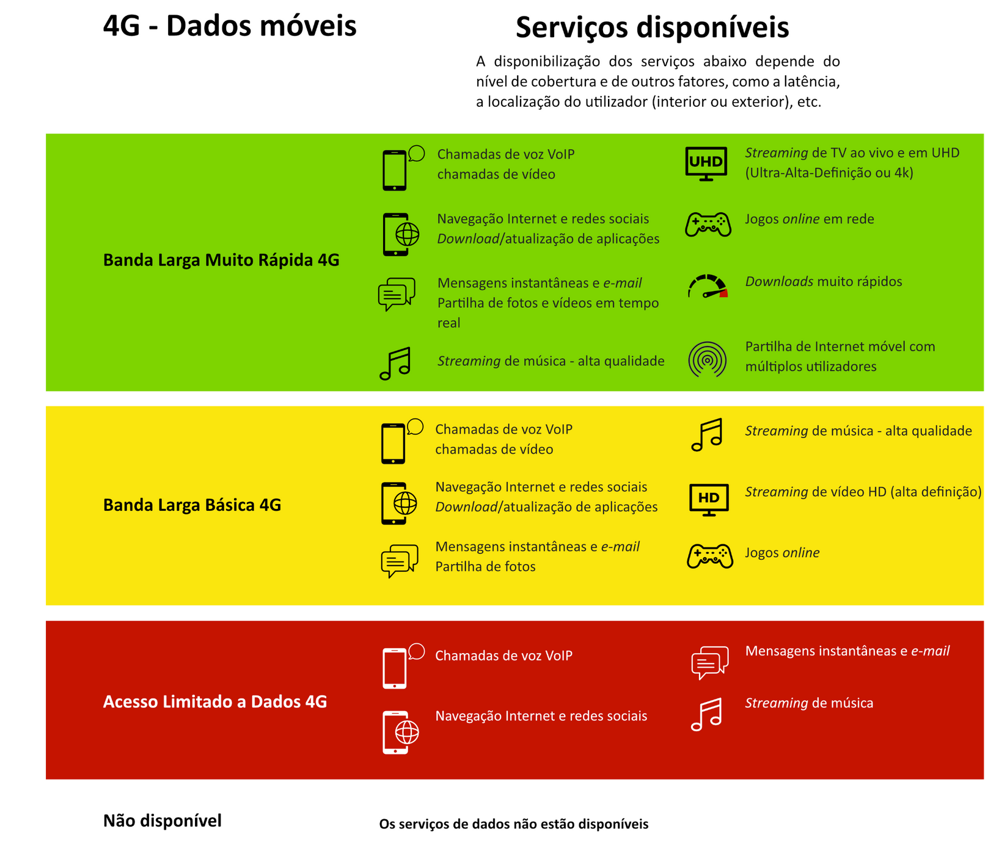 4G - Dados móveis
Serviços disponíveis
A disponibilização dos serviços abaixo depende do
nível de cobertura e de outros fatores, como a latência,
a localização do utilizador (interior ou exterior), etc.
Banda Larga Muito Rápida 4G
Chamadas de voz VoIP
chamadas de vídeo
Navegação Internet e redes sociais
Download/atualização de aplicações
Mensagens instantâneas e e-mail
Partilha de fotos e vídeos em tempo
real
Streaming de música - alta qualidade
UHD
Streaming de TV ao vivo e em UHD
(Ultra-Alta-Definição ou 4k)
Jogos online em rede
Downloads muito rápidos
Partilha de Internet móvel com
múltiplos utilizadores
Banda Larga Básica 4G
Chamadas de voz VoIP
chamadas de vídeo
Navegação Internet e redes sociais
Download/atualização de aplicações
Mensagens instantâneas e e-mail
Partilha de fotos
Streaming de música - alta qualidade
HD
Streaming de vídeo HD (alta definição)
Jogos online
Acesso Limitado a Dados 4G
Chamadas de voz VoIP
Navegação Internet e redes sociais
Mensagens instantâneas e e-mail
Streaming de música
Não disponível
Os serviços de dados não estão disponíveis